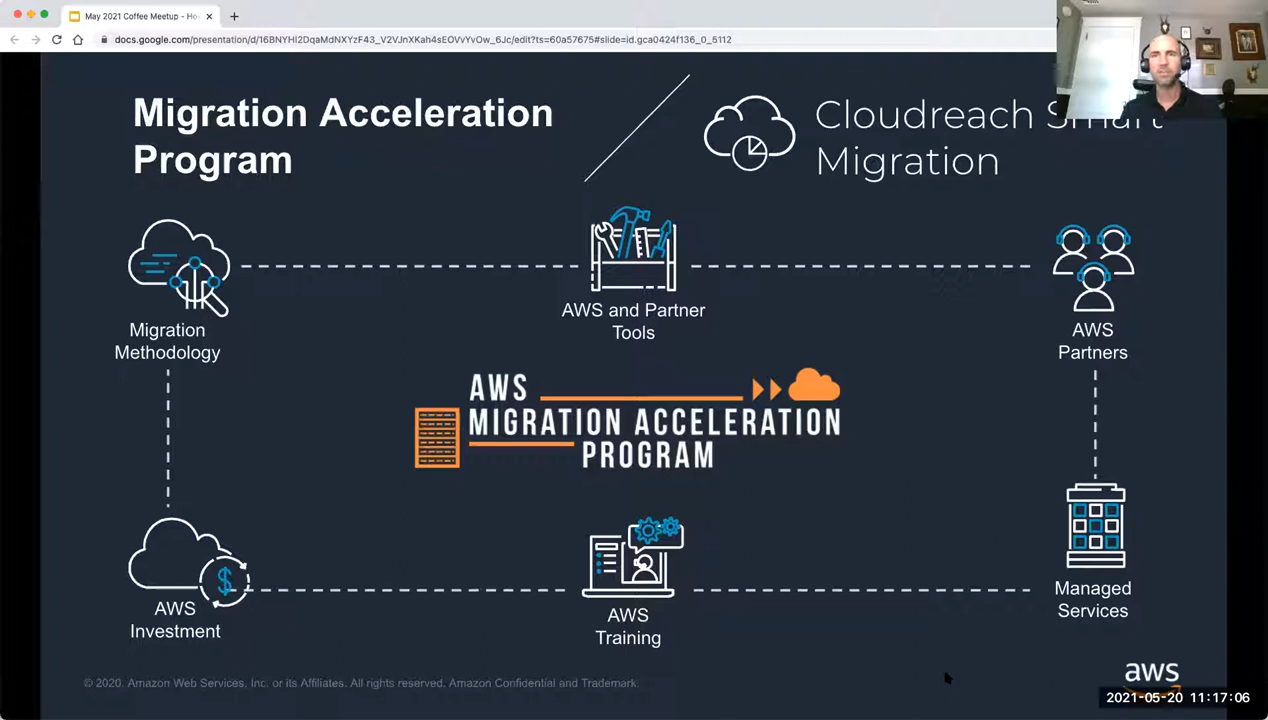 May 2021 Coffee Meetup - Ho
docs.google.com/presentation/d/16BNYHl2DqaMdNXYzF43_V2VJnXKah4sEOVvYvOw_6Jc/edit?ts=60a57675#slide=id.gca0424f136_0_5112
Migration Acceleration
Program
Cloudreach Smart
Migration
Migration
Methodology
AWS and Partner
Tools
AWS
Partners
AWS
MIGRATION ACCELERATION
PROGRAM
AWS
Investment
AWS
Training
Managed
Services
© 2020. Amazon Web Services, Inc. or its Affiliates. All rights reserved. Amazon Confidential and Trademark.
aws
2021-05-20 11:17:06